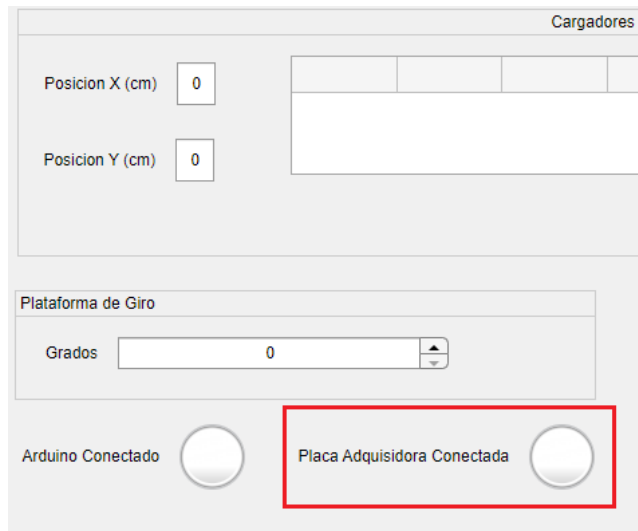 Cargadores
Posicion X (cm) 0
Posicion Y (cm) 0
Plataforma de Giro
Grados 0
Arduino Conectado Placa Adquisidora Conectada